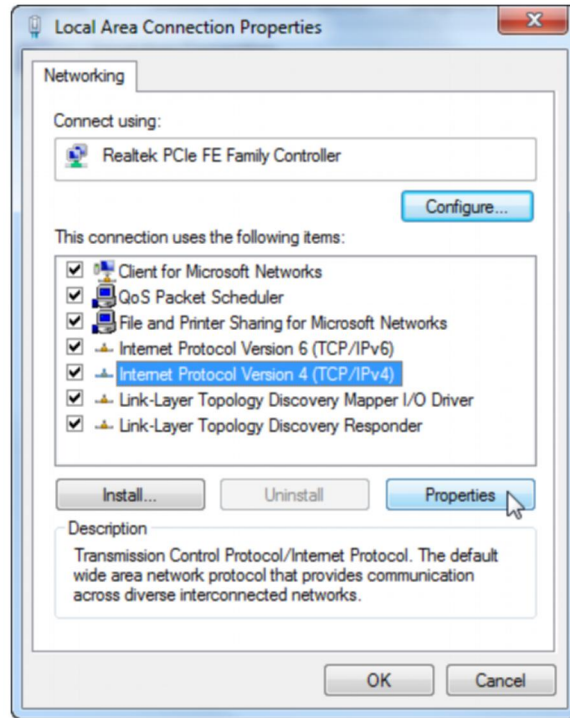 Local Area Connection Properties
Networking
Connect using:
Realtek PCIe FE Family Controller
Configure...
This connection uses the following items:
Client for Microsoft Networks
QoS Packet Scheduler
File and Printer Sharing for Microsoft Networks
Internet Protocol Version 6 (TCP/IPv6)
Internet Protocol Version 4 (TCP/IPv4)
Link-Layer Topology Discovery Mapper I/O Driver
Link-Layer Topology Discovery Responder
Install... Uninstall Properties
Description
Transmission Control Protocol/Internet Protocol. The default
wide area network protocol that provides communication
across diverse interconnected networks.
OK Cancel